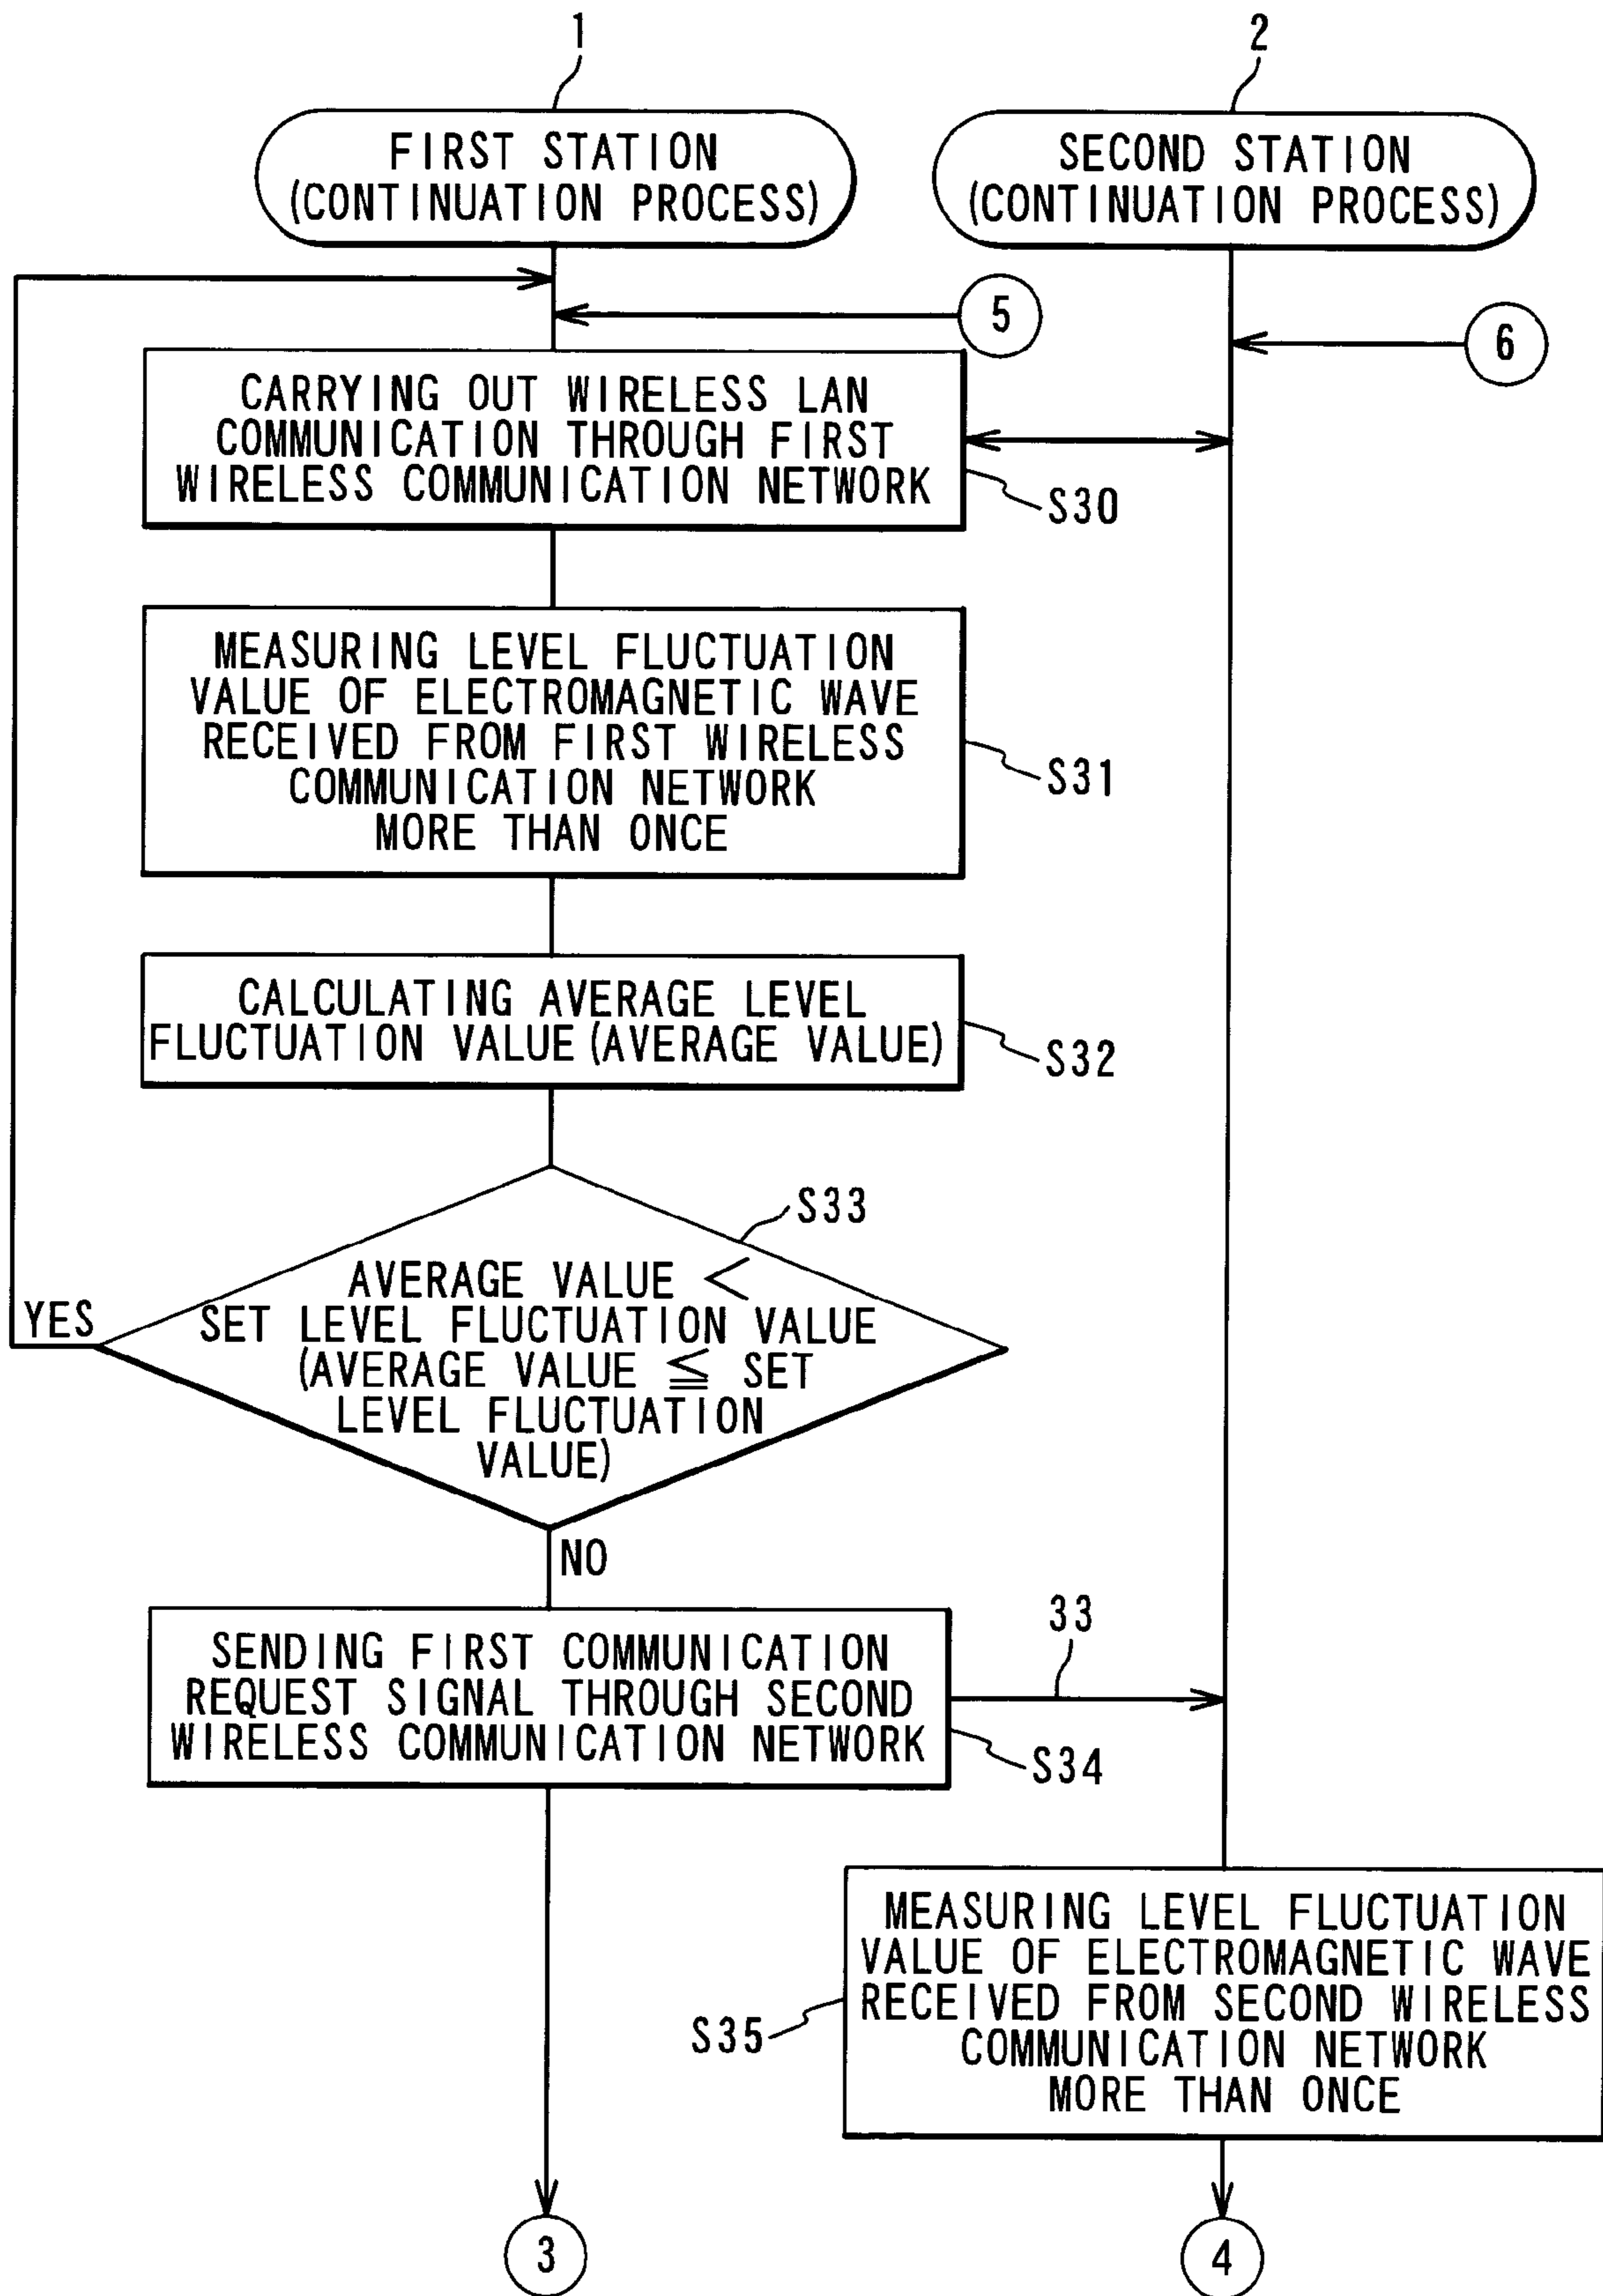 1
2
FIRST STATION
(CONTINUATION PROCESS)
SECOND STATION
(CONTINUATION PROCESS)
5
6
CARRYING OUT WIRELESS LAN
COMMUNICATION THROUGH FIRST
WIRELESS COMMUNICATION NETWORK
S30
MEASURING LEVEL FLUCTUATION
VALUE OF ELECTROMAGNETIC WAVE
RECEIVED FROM FIRST WIRELESS
COMMUNICATION NETWORK
MORE THAN ONCE
S31
CALCULATING AVERAGE LEVEL
FLUCTUATION VALUE (AVERAGE VALUE)
S32
S33
AVERAGE VALUE <
SET LEVEL FLUCTUATION VALUE
(AVERAGE VALUE ≦ SET
LEVEL FLUCTUATION
VALUE)
YES
NO
SENDING FIRST COMMUNICATION
REQUEST SIGNAL THROUGH SECOND
WIRELESS COMMUNICATION NETWORK
33
S34
MEASURING LEVEL FLUCTUATION
VALUE OF ELECTROMAGNETIC WAVE
RECEIVED FROM SECOND WIRELESS
COMMUNICATION NETWORK
MORE THAN ONCE
S35
3
4